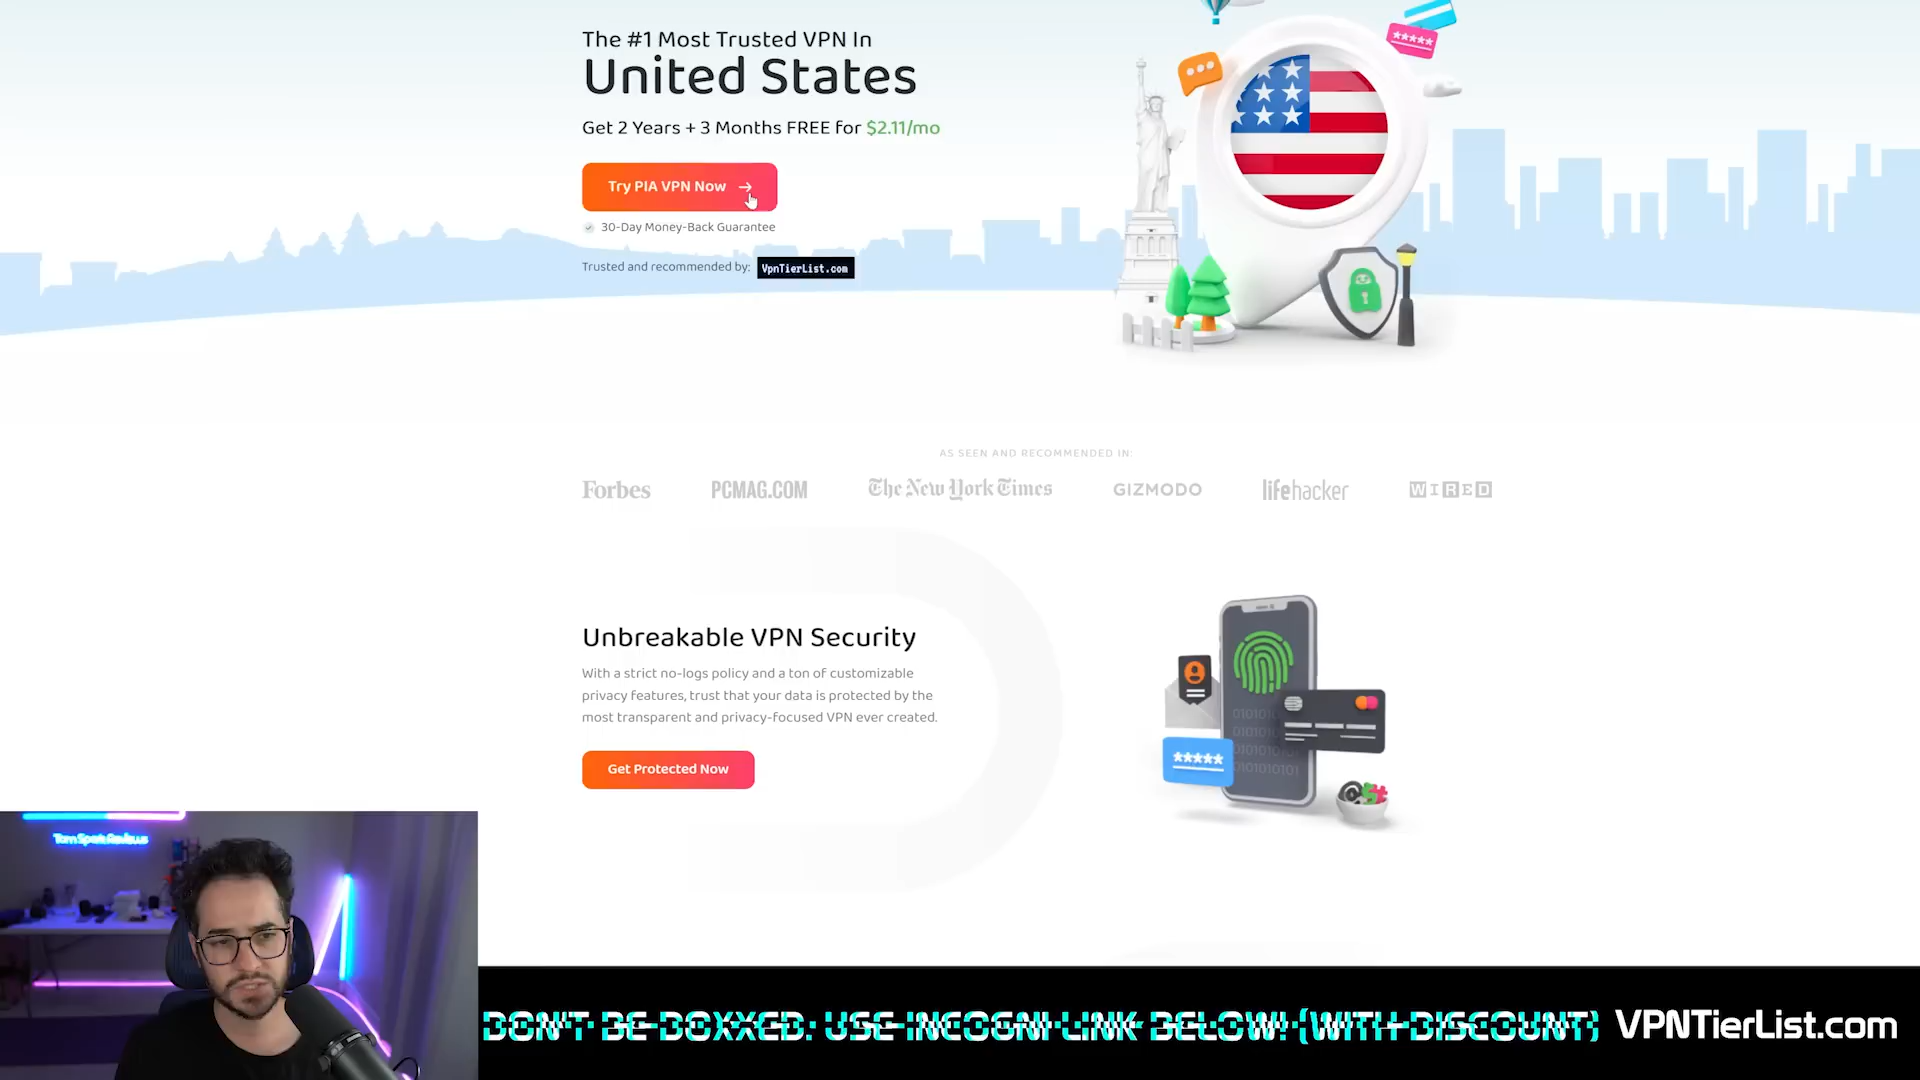 The #1 Most Trusted VPN In
United States
Get 2 Years + 3 Months FREE for $2.11/mo
Try PIA VPN Now
30-Day Money-Back Guarantee
Trusted and recommended by: VpnTierList.com
AS SEEN AND RECOMMENDED IN:
Forbes PCMAG.COM The New York Times GIZMODO lifehacker WIRED
Unbreakable VPN Security
With a strict no-logs policy and a ton of customizable
privacy features, trust that your data is protected by the
most transparent and privacy-focused VPN ever created.
Get Protected Now
*****
01010101
Tom Spark Reviews
DON'T BE DOXXED. USE INCOGNI LINK BELOW! (WITH DISCOUNT) VPNTierList.com